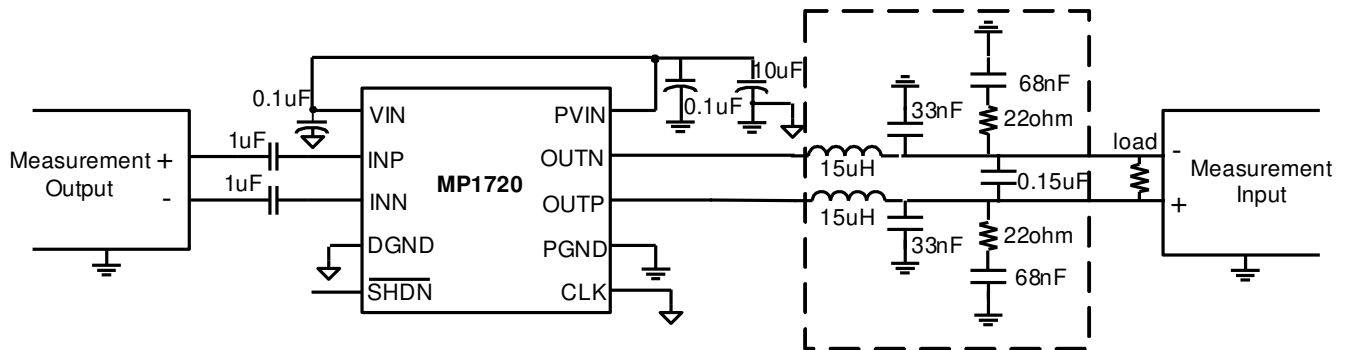 Measurement +
Output
-
1uF
1uF
0.1uF
VIN
INP
INN
DGND
SHDN
MP1720
PVIN
OUTN
OUTP
PGND
CLK
0.1uF
10uF
15uH
15uH
33nF
33nF
68nF
22ohm
0.15uF
22ohm
68nF
load
-
Measurement
Input
+